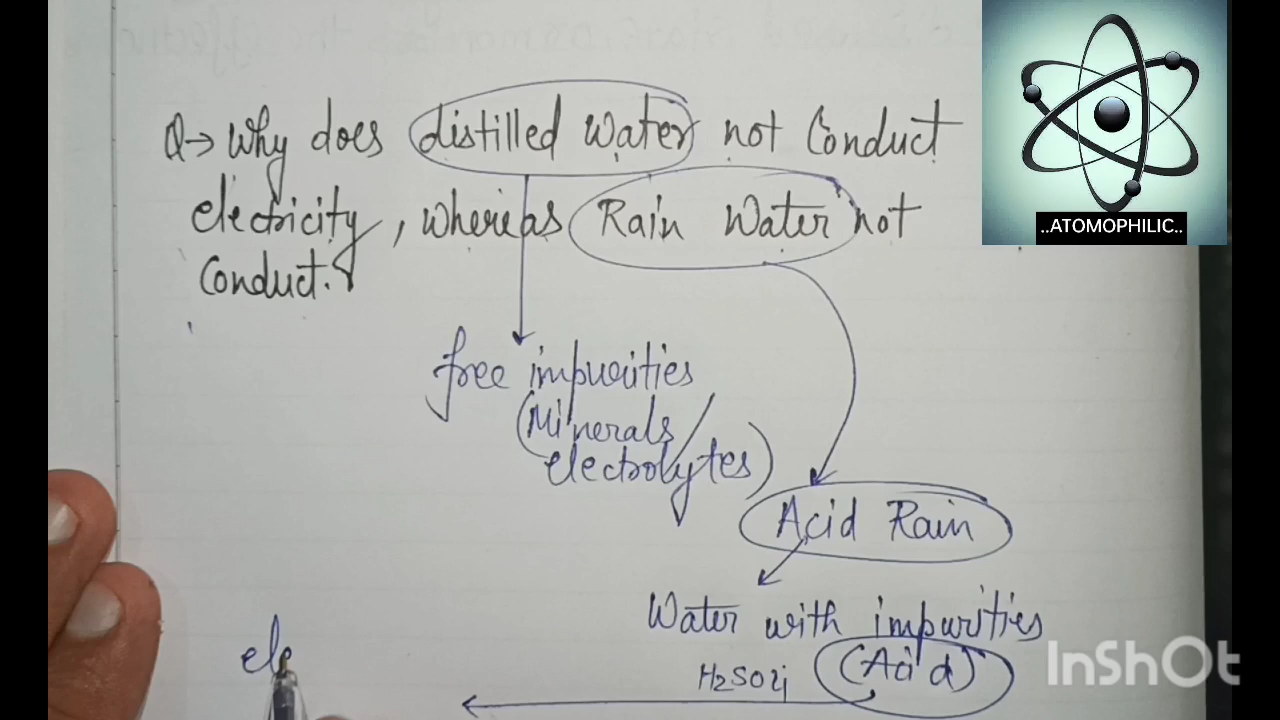 Q→ Why does distilled water not Conduct
electricity, whereas Rain Water not
Conduct.?
free impurities
(Minerals/
electrolytes)
Acid Rain
Water with impurities
H2SO4 (Acid)
ele
..ATOMOPHILIC..
InShOt